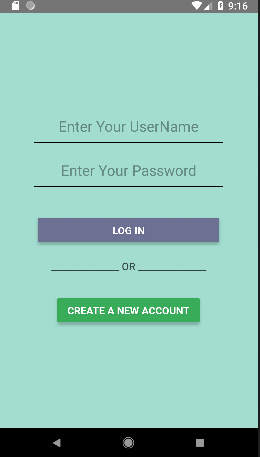 9:16
Enter Your UserName
Enter Your Password
LOG IN
OR
CREATE A NEW ACCOUNT